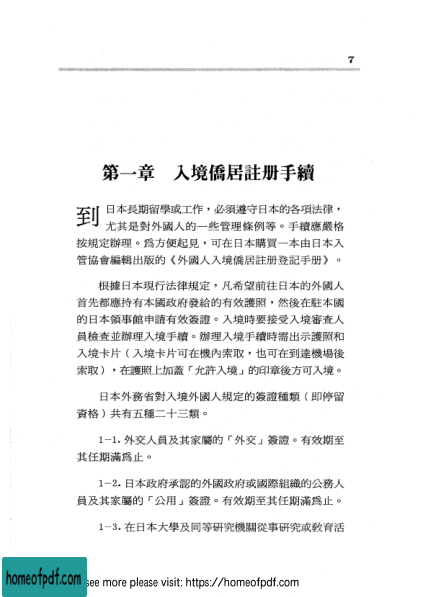 7
第一章　入境僑居註册手續
到日本長期留學或工作，必須遵守日本的各項法律，
尤其是對外國人的一些管理條例等。手續應嚴格
按規定辦理。爲方便起見，可在日本購買一本由日本入
管協會編輯出版的《外國人入境僑居註册登記手册》。
根據日本現行法律規定，凡希望前往日本的外國人
首先都應持有本國政府發給的有效護照，然後在駐本國
的日本領事館申請有效簽證。入境時要接受入境審查人
員檢查並辦理入境手續。辦理入境手續時需出示護照和
入境卡片（入境卡片可在機內索取，也可在到達機場後
索取），在護照上加蓋「允許入境」的印章後方可入境。
日本外務省對入境外國人規定的簽證種類（即停留
資格）共有五種二十三類。
1-1.外交人員及其家屬的「外交」簽證。有效期至
其任期滿爲止。
1-2.日本政府承認的外國政府或國際組織的公務人
員及其家屬的「公用」簽證。有效期至任期滿爲止。
1-3.在日本大學及同等研究機關從事研究或敎育活
homeofpdf.com
see more please visit: https://homeofpdf.com